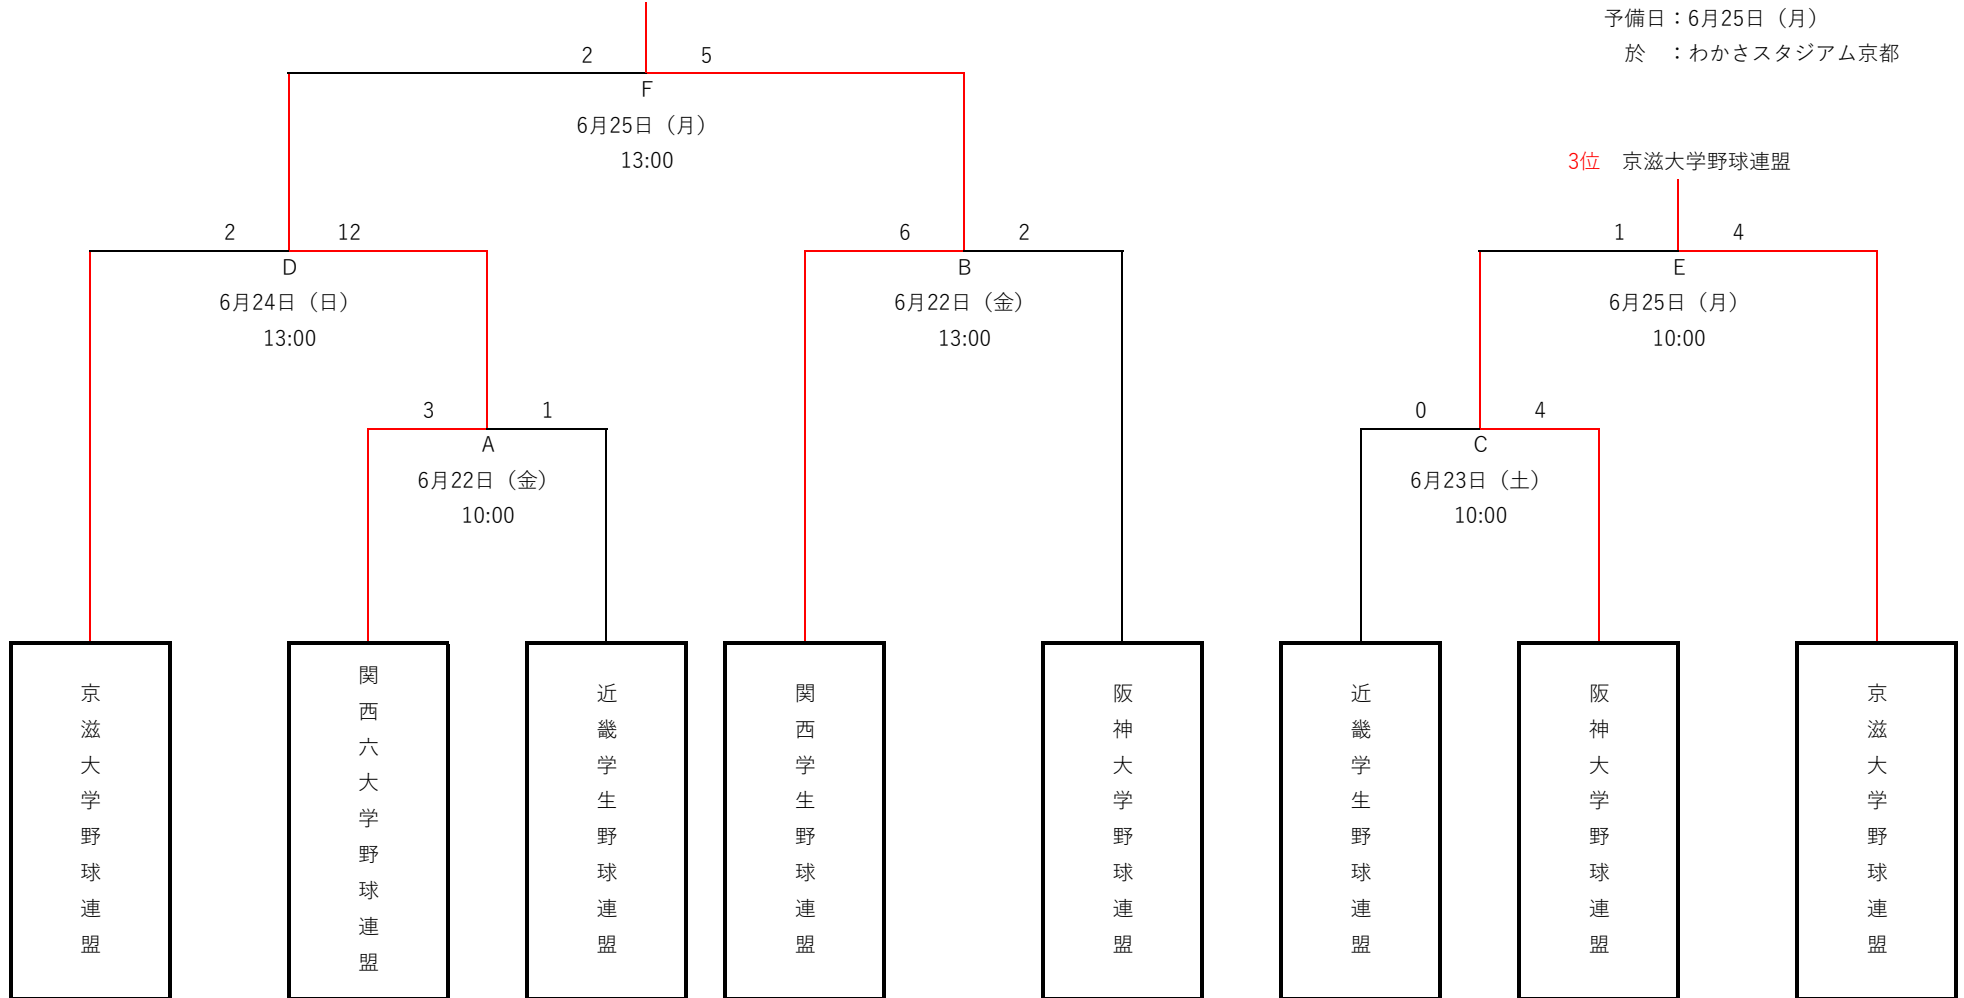 予備日：6月25日（月）
於　：わかさスタジアム京都
2 5
F
6月25日（月）
13:00
3位　京滋大学野球連盟
2 12
D
6月24日（日）
13:00
6 2
B
6月22日（金）
13:00
1 4
E
6月25日（月）
10:00
3 1
A
6月22日（金）
10:00
0 4
C
6月23日（土）
10:00
京滋大学野球連盟
関西六大学野球連盟
近畿学生野球連盟
関西学生野球連盟
阪神大学野球連盟
近畿学生野球連盟
阪神大学野球連盟
京滋大学野球連盟